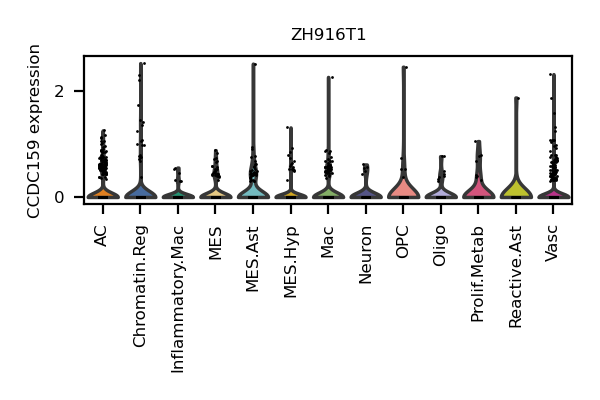 ZH916T1
CCDC159 expression
2
0
AC
Chromatin.Reg
Inflammatory.Mac
MES
MES.Ast
MES.Hyp
Mac
Neuron
OPC
Oligo
Prolif.Metab
Reactive.Ast
Vasc